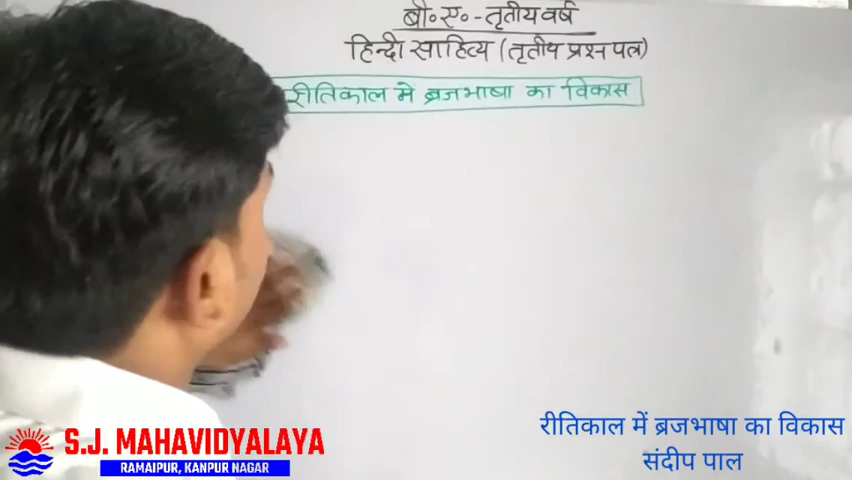 बी॰ ए॰ - तृतीय वर्ष
हिन्दी साहित्य (तृतीय प्रश्न पत्र)
रीतिकाल में ब्रजभाषा का विकास
रीतिकाल में ब्रजभाषा का विकास
संदीप पाल
S.J. MAHAVIDYALAYA
RAMAIPUR, KANPUR NAGAR